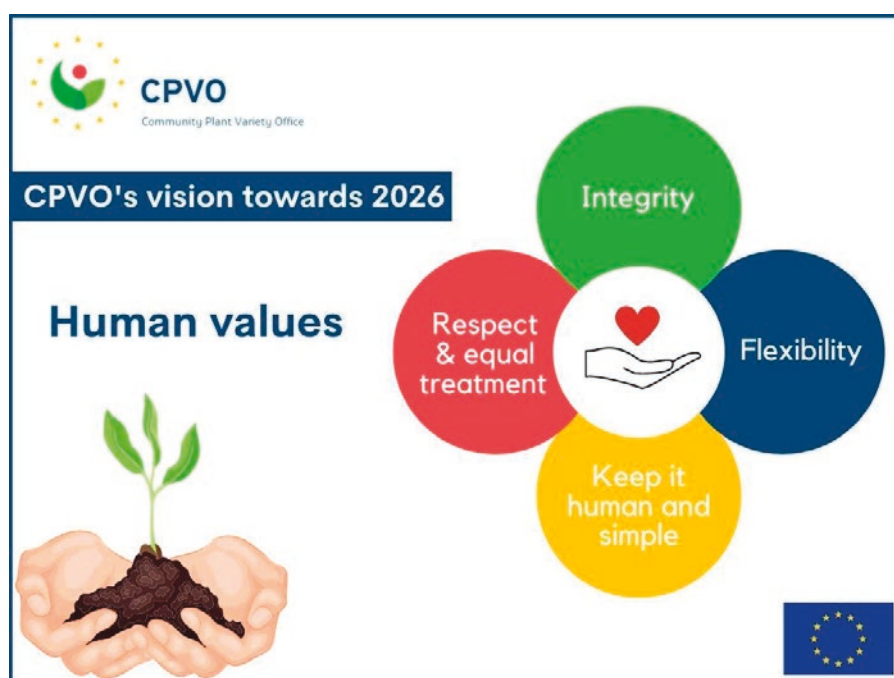 CPVO
Community Plant Variety Office
CPVO's vision towards 2026
Human values
Integrity
Respect
& equal
treatment
Flexibility
Keep it
human and
simple